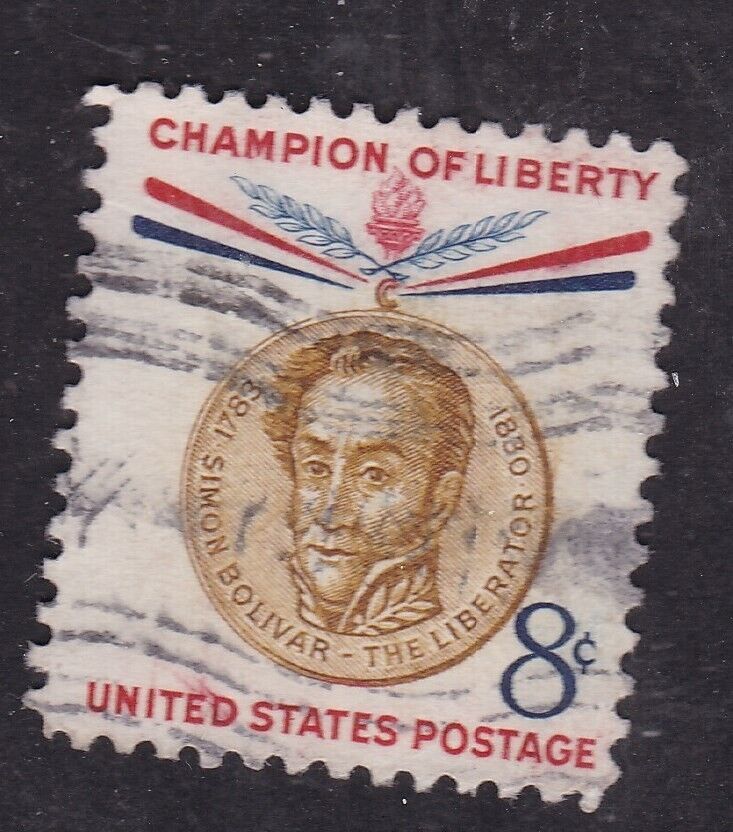 CHAMPION OF LIBERTY
1783 SIMON BOLIVAR - THE LIBERATOR · 1830
8¢
UNITED STATES POSTAGE